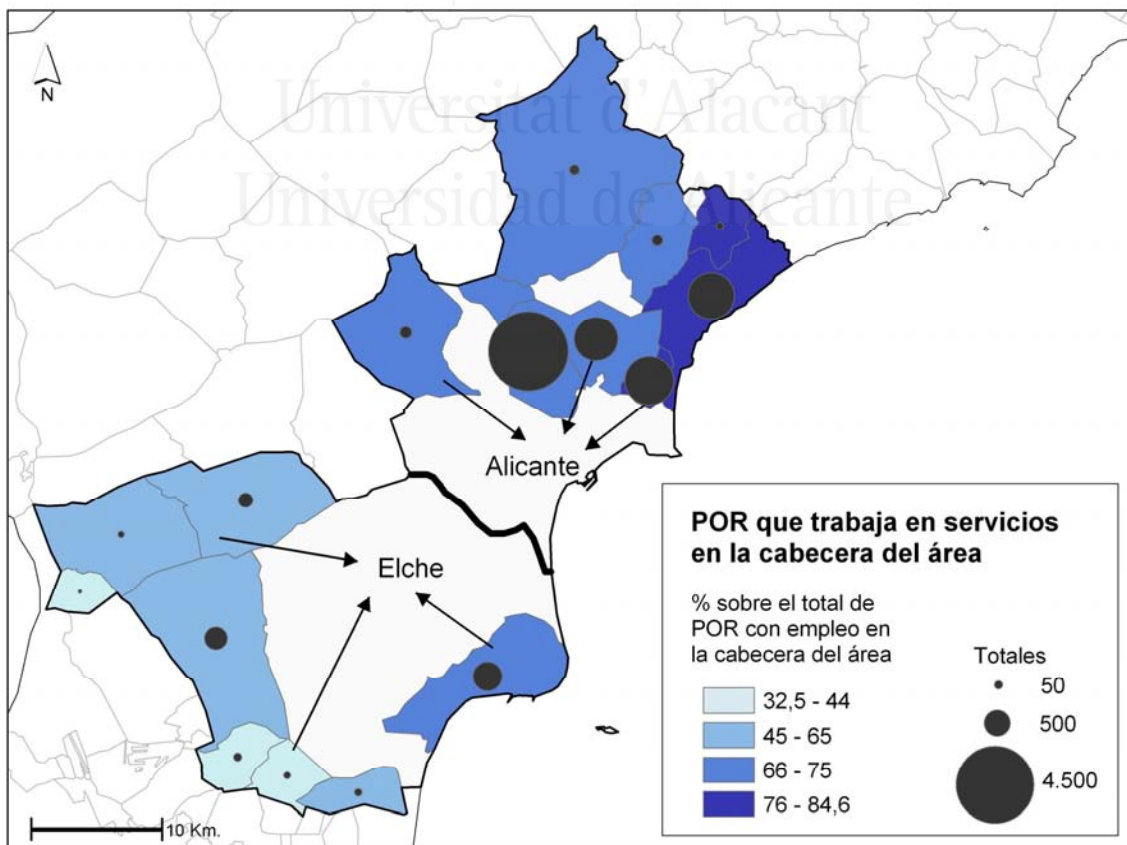 Universitat d'Alacant
Universidad de Alicante
N
Alicante
Elche
POR que trabaja en servicios
en la cabecera del área
% sobre el total de
POR con empleo en
la cabecera del área
32,5 - 44
45 - 65
66 - 75
76 - 84,6
Totales
50
500
4.500
10 Km.